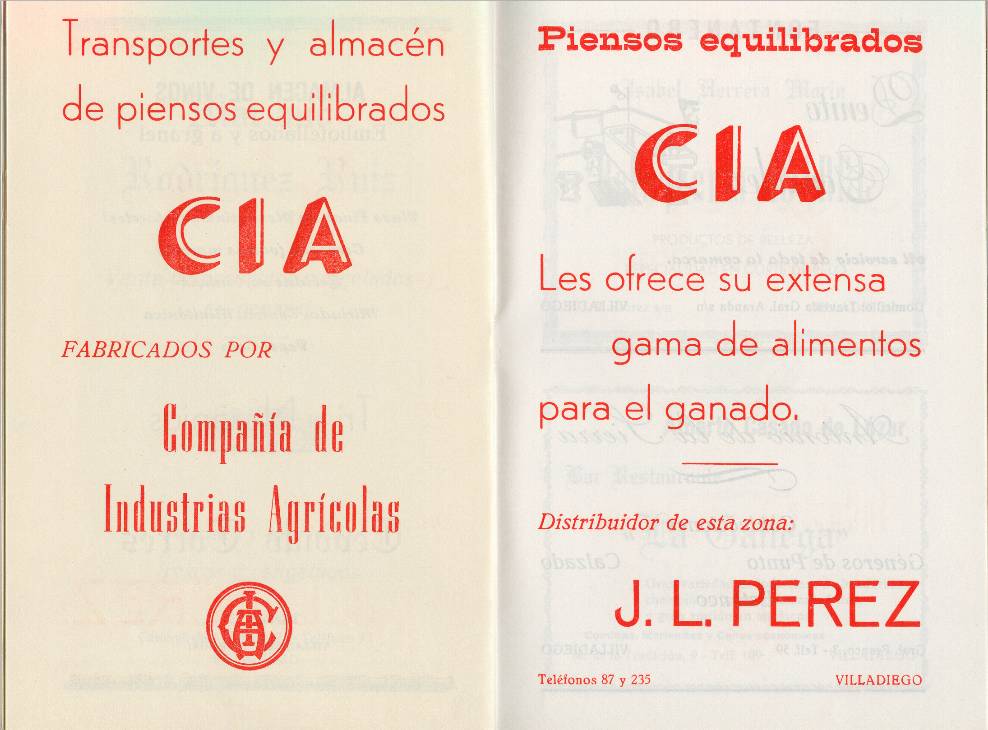 Transportes y almacén
de piensos equilibrados
CIA
FABRICADOS POR
Compañía de
Industrias Agrícolas
CIA
Piensos equilibrados
CIA
Les ofrece su extensa
gama de alimentos
para el ganado.
Distribuidor de esta zona:
J. L. PEREZ
Teléfonos 87 y 235 VILLADIEGO